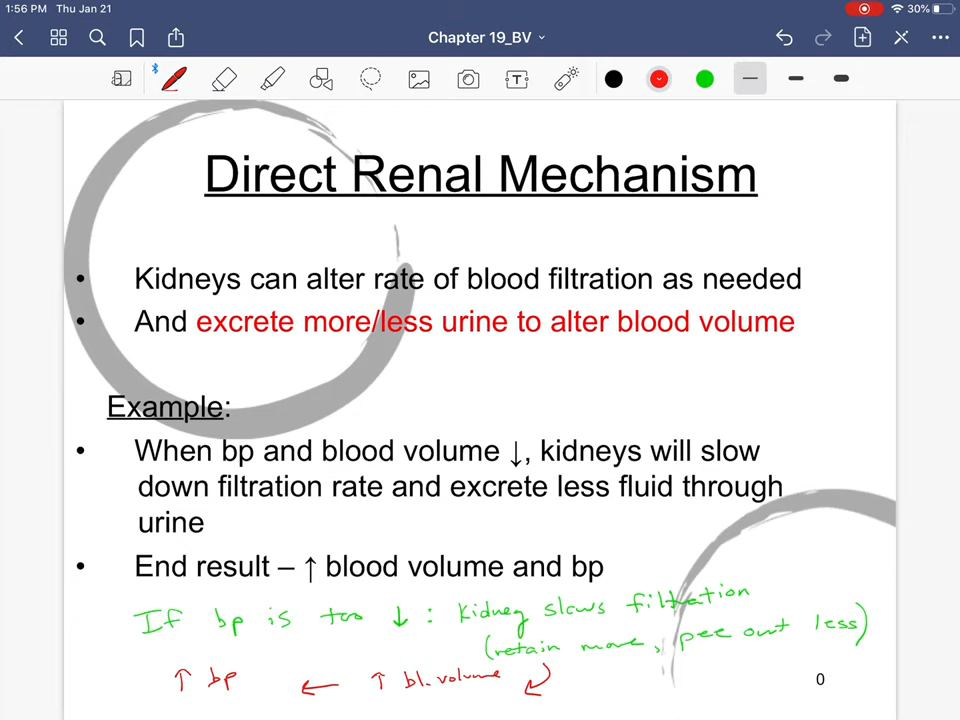 1:56 PM Thu Jan 21 30%
Chapter 19_BV
Direct Renal Mechanism
• Kidneys can alter rate of blood filtration as needed
• And excrete more/less urine to alter blood volume
Example:
• When bp and blood volume ↓, kidneys will slow
down filtration rate and excrete less fluid through
urine
• End result – ↑ blood volume and bp
If bp is too ↓ : Kidney slows filtration
(retain more, pee out less)
↑ bp ← ↑ bl. volume ↙
0